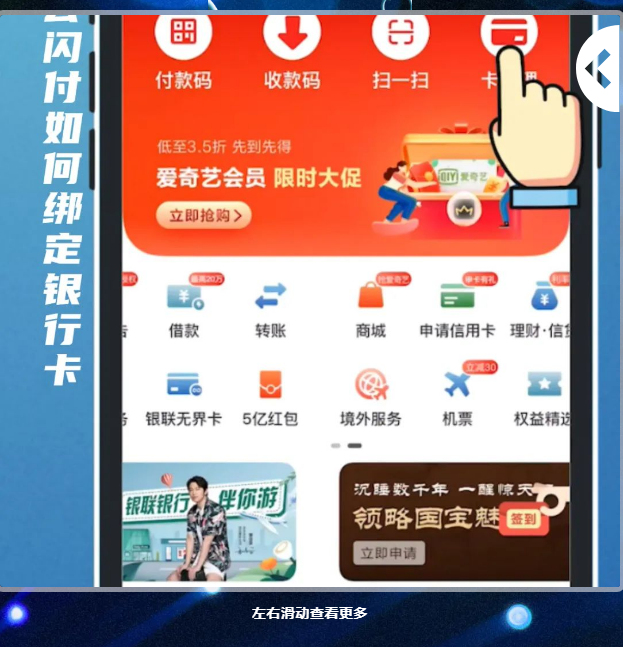 闪付如何绑定银行卡
付款码
收款码
扫一扫
卡
低至3.5折 先到先得
爱奇艺会员 限时大促
立即抢购
iQIYI 爱奇艺
最高20万
抢爱奇艺
申卡有礼
借款
转账
商城
申请信用卡
理财·信
立减30
银联无界卡
5亿红包
境外服务
机票
权益精选
银联银行
伴你游
沉睡数千年 一醒惊天
领略国宝魅
签到
立即申请
左右滑动查看更多